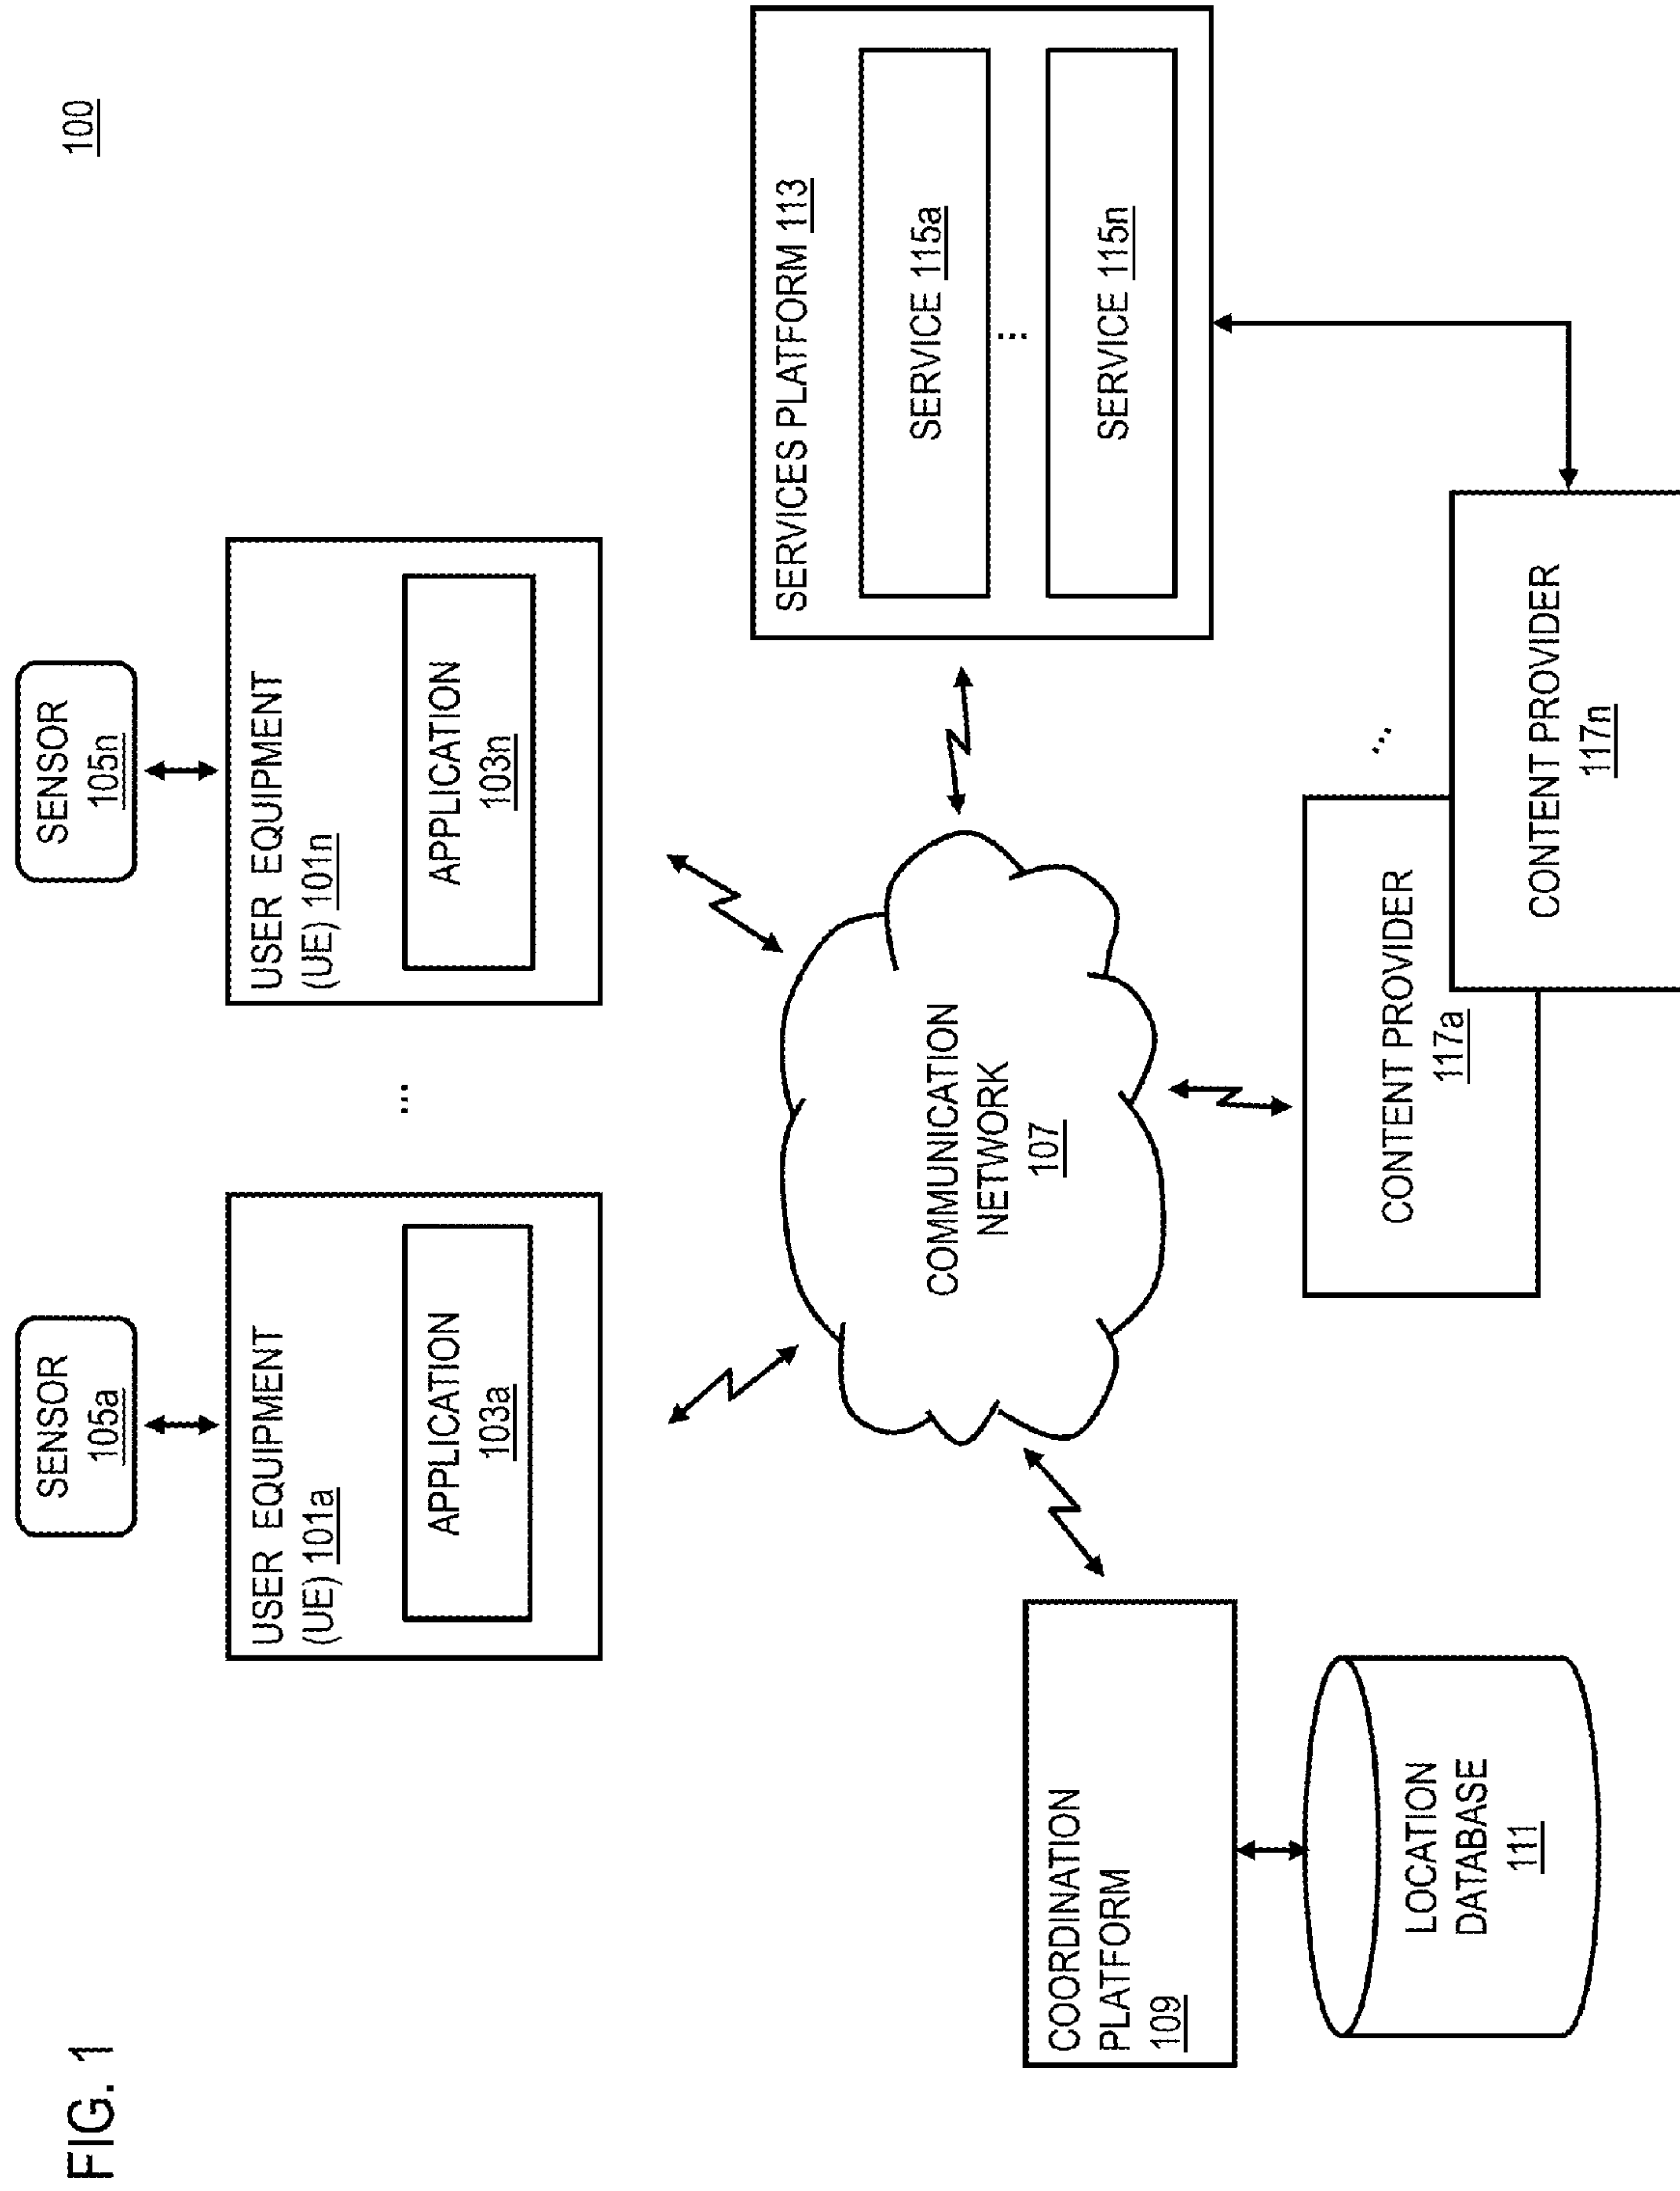 FIG. 1
100
SENSOR
105a
SENSOR
105n
USER EQUIPMENT
(UE) 101a
APPLICATION
103a
...
USER EQUIPMENT
(UE) 101n
APPLICATION
103n
COMMUNICATION
NETWORK
107
SERVICES PLATFORM 113
SERVICE 115a
...
SERVICE 115n
COORDINATION
PLATFORM
109
LOCATION
DATABASE
111
CONTENT PROVIDER
117a
...
CONTENT PROVIDER
117n